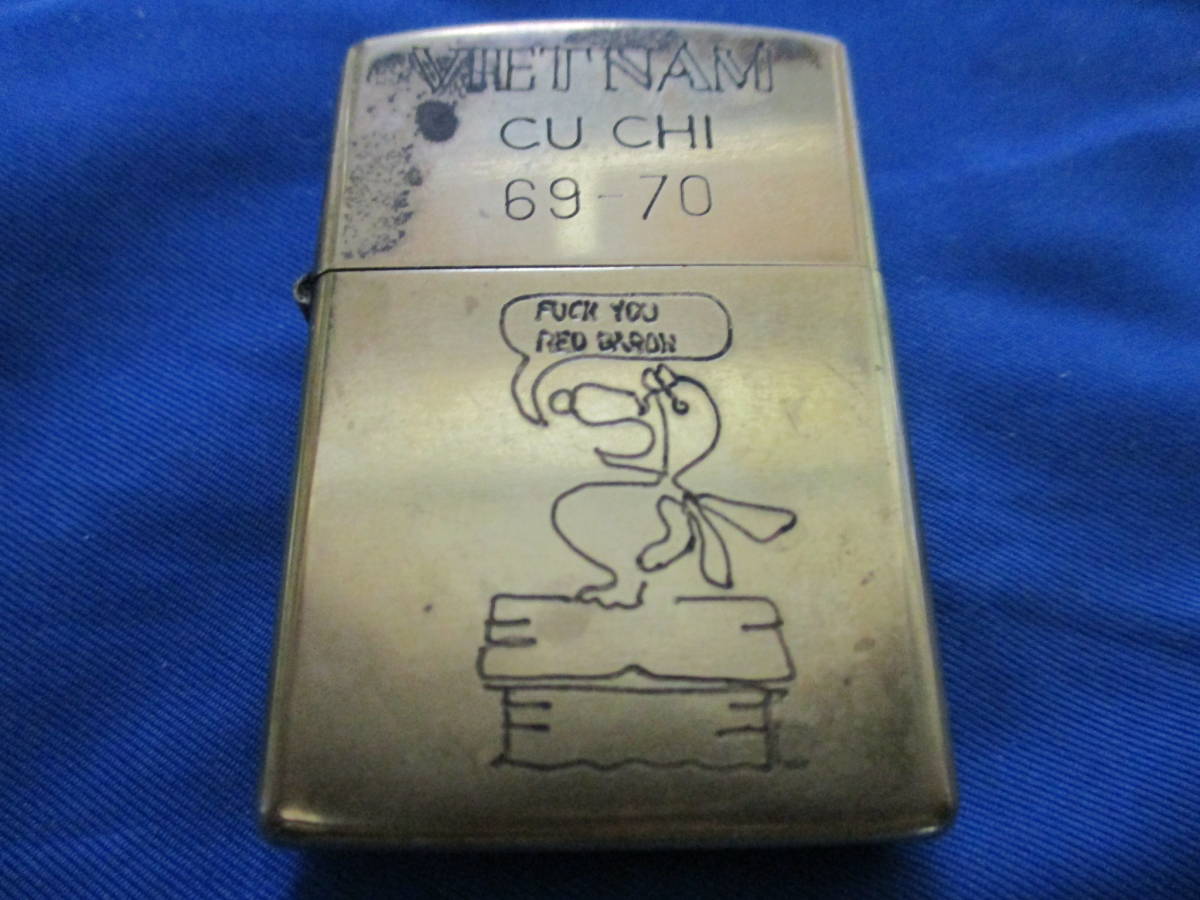 VIETNAM
CU CHI
69-70
FUCK YOU
RED BARON